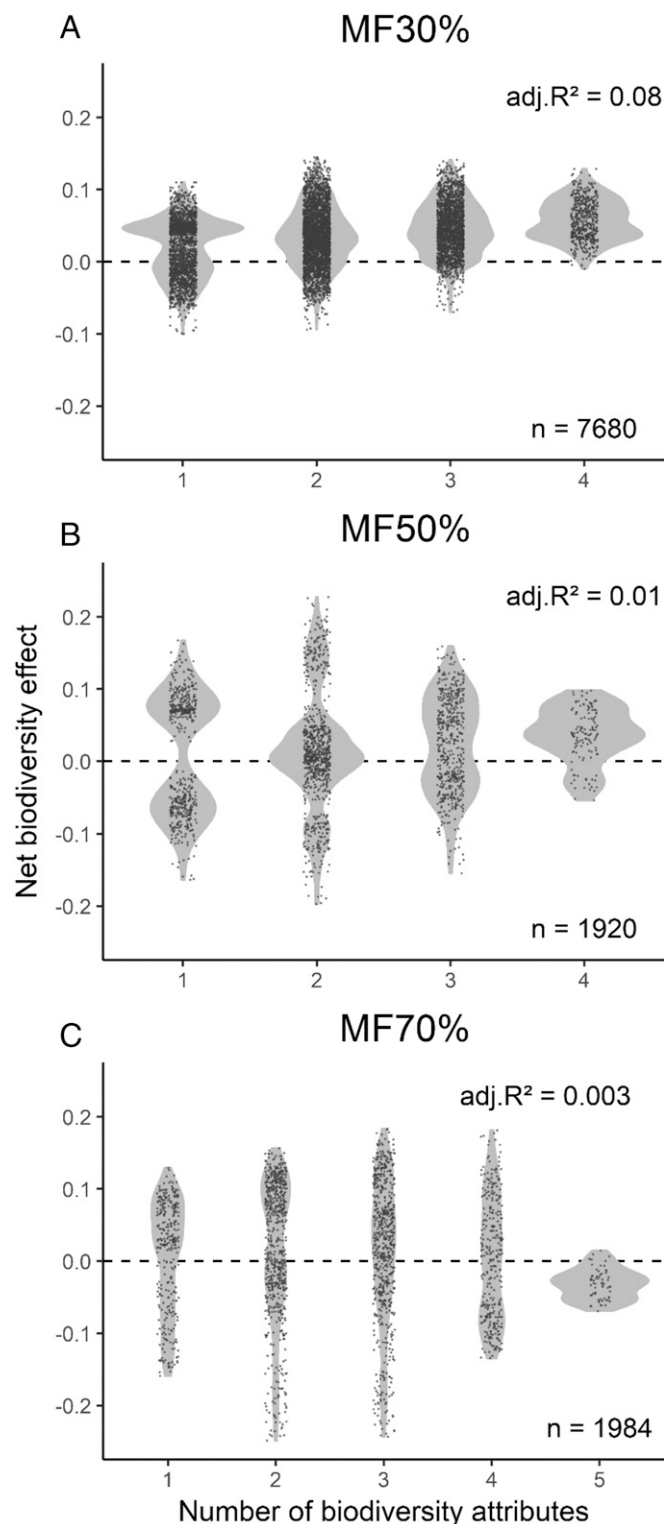 A
MF30%
adj.R² = 0.08
0.2
0.1
0.0
-0.1
-0.2
n = 7680
1 2 3 4
B
MF50%
adj.R² = 0.01
0.2
0.1
0.0
-0.1
-0.2
n = 1920
1 2 3 4
Net biodiversity effect
C
MF70%
adj.R² = 0.003
0.2
0.1
0.0
-0.1
-0.2
n = 1984
1 2 3 4 5
Number of biodiversity attributes